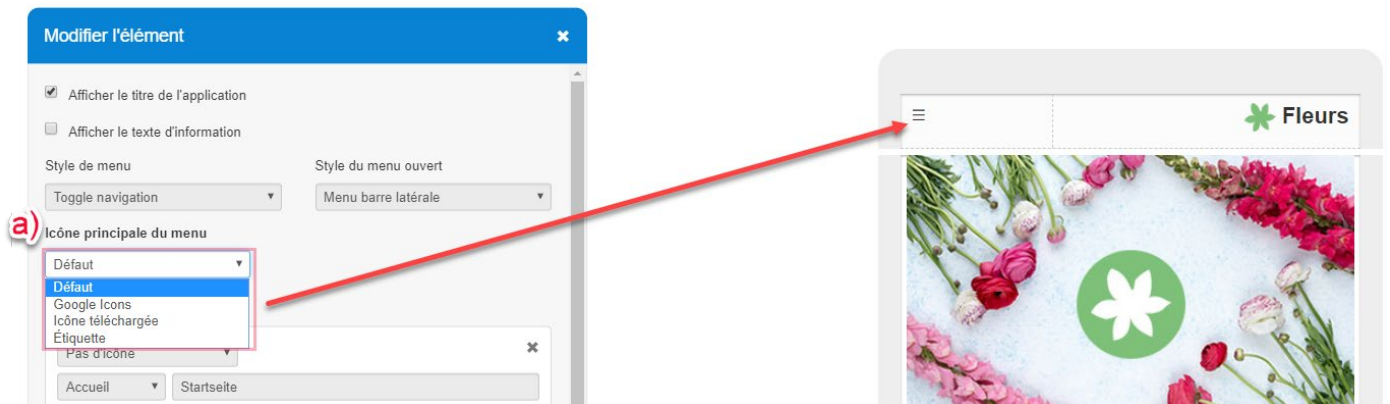 Modifier l'élément
Afficher le titre de l'application
Afficher le texte d'information
Style de menu Style du menu ouvert
Toggle navigation Menu barre latérale
a)
Icône principale du menu
Défaut
Défaut
Google Icons
Icône téléchargée
Étiquette
Pas d'icône
Accueil Startseite
Fleurs